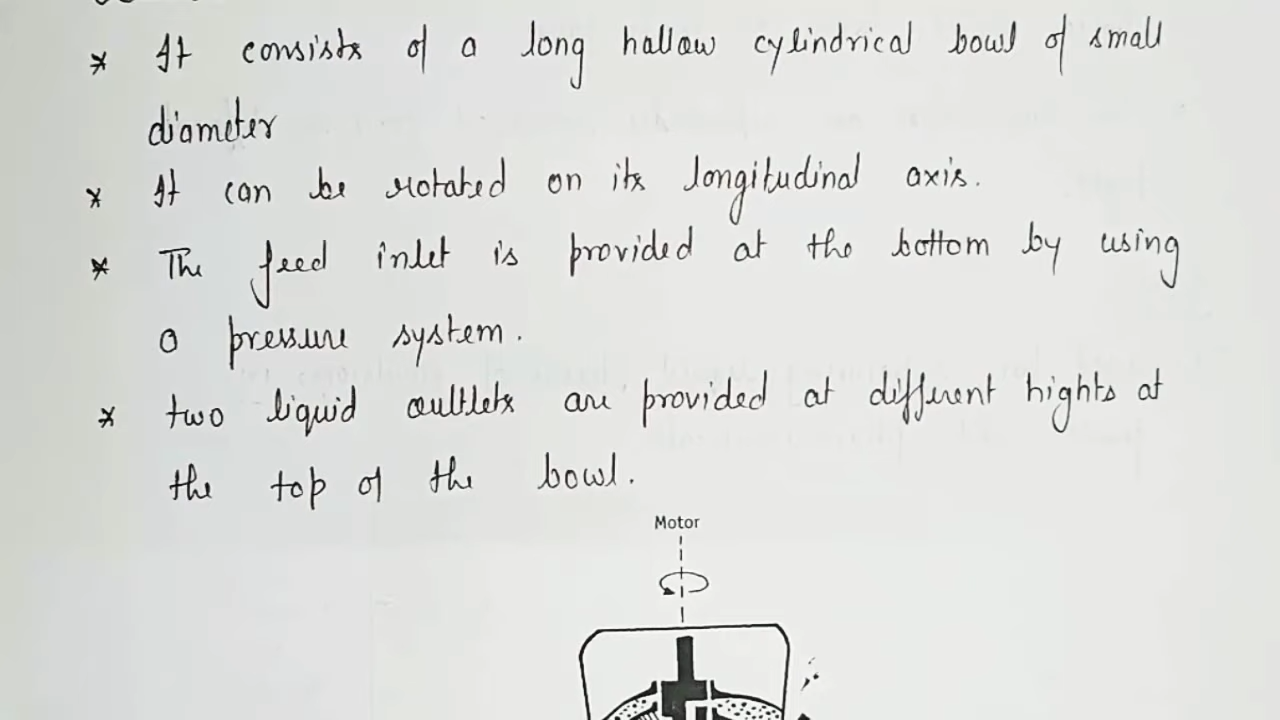 * It consists of a long hallow cylindrical bowl of small
diameter
* It can be rotated on its longitudinal axis.
* The feed inlet is provided at the bottom by using
a pressure system.
* two liquid outlets are provided at different hights at
the top of the bowl.
Motor